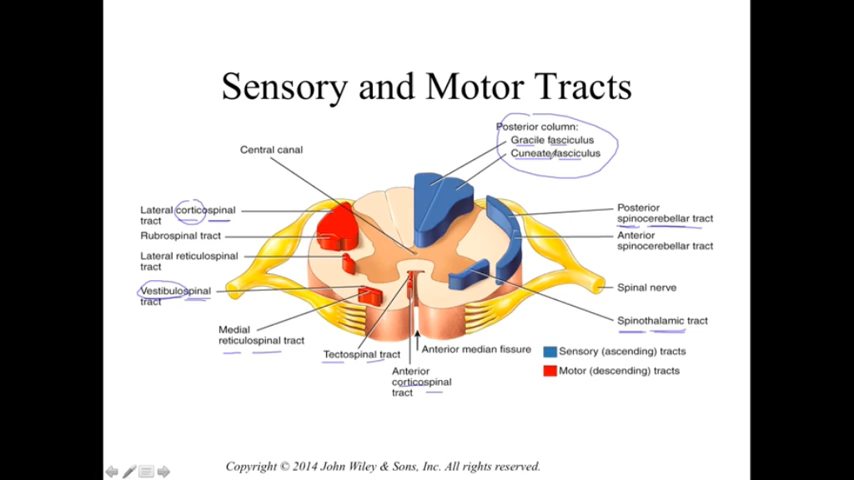 Sensory and Motor Tracts
Posterior column:
Gracile fasciculus
Cuneate fasciculus
Central canal
Lateral corticospinal
tract
Rubrospinal tract
Lateral reticulospinal
tract
Vestibulospinal
tract
Medial
reticulospinal tract
Tectospinal tract
Anterior
corticospinal
tract
Anterior median fissure
Posterior
spinocerebellar tract
Anterior
spinocerebellar tract
Spinal nerve
Spinothalamic tract
Sensory (ascending) tracts
Motor (descending) tracts
Copyright © 2014 John Wiley & Sons, Inc. All rights reserved.